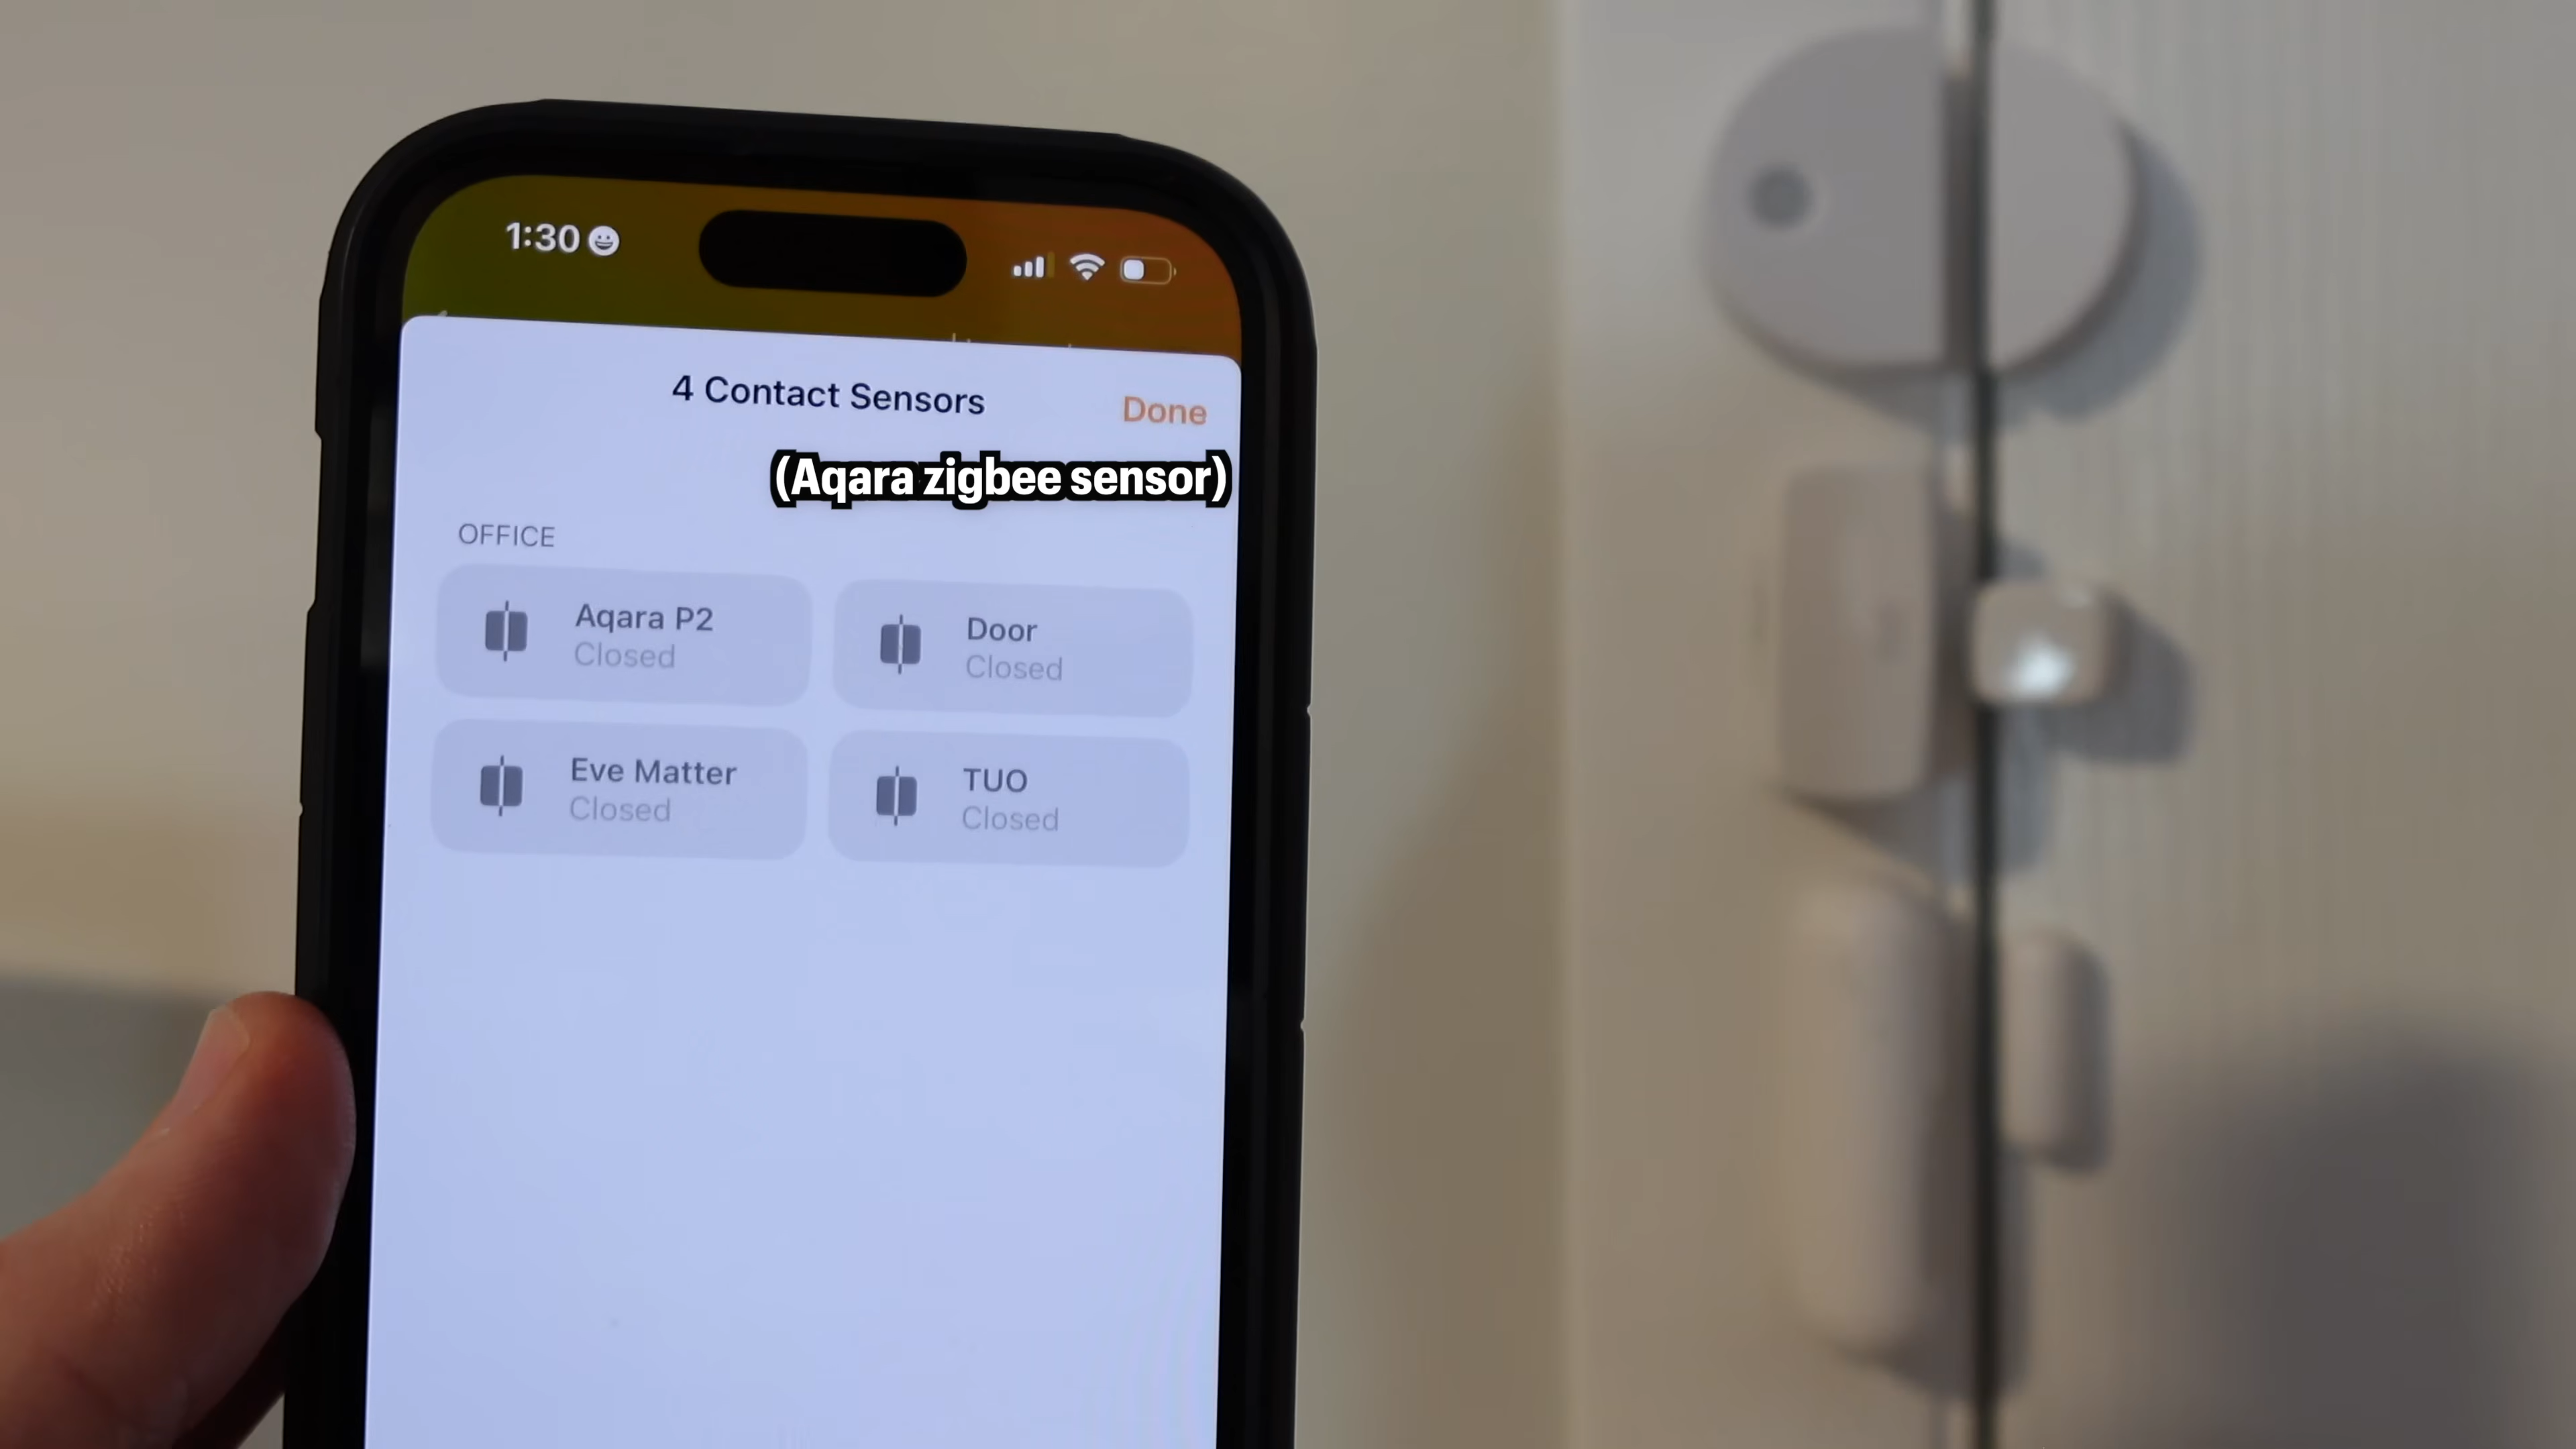 1:30
4 Contact Sensors
Done
(Aqara zigbee sensor)
OFFICE
Aqara P2
Closed
Door
Closed
Eve Matter
Closed
TUO
Closed